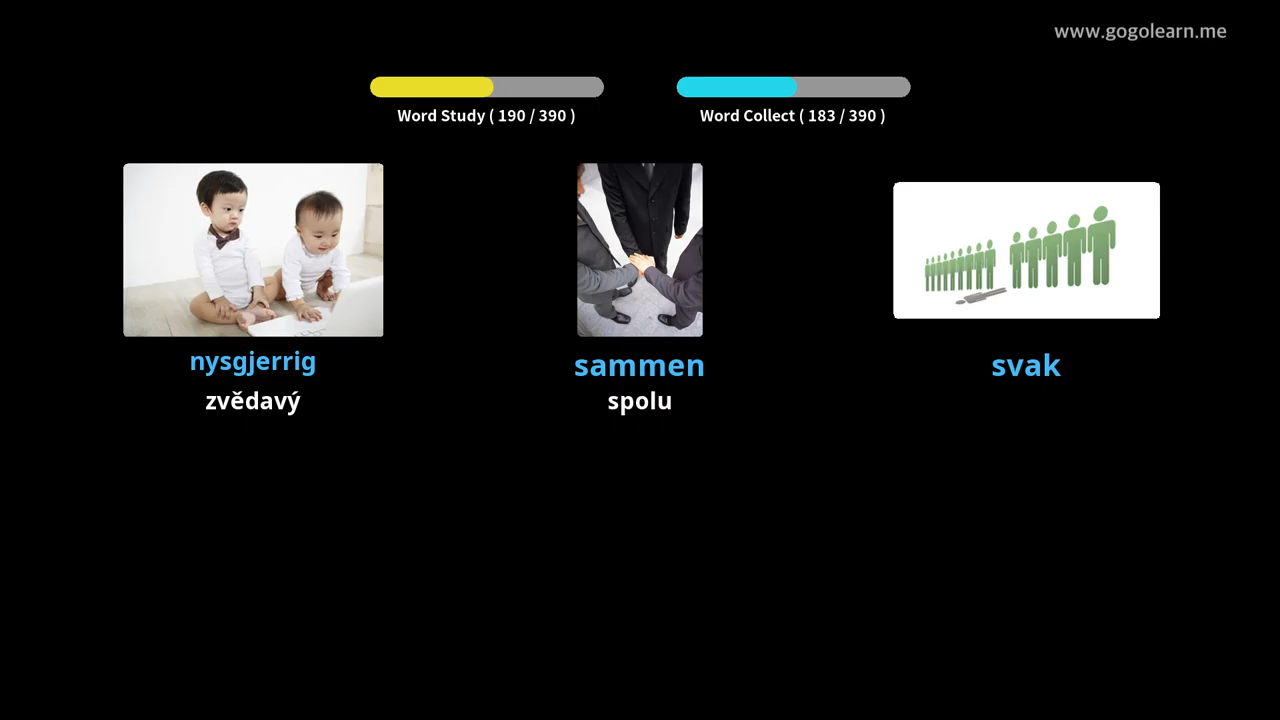 www.gogolearn.me
Word Study ( 190 / 390 )
Word Collect ( 183 / 390 )
nysgjerrig
zvědavý
sammen
spolu
svak